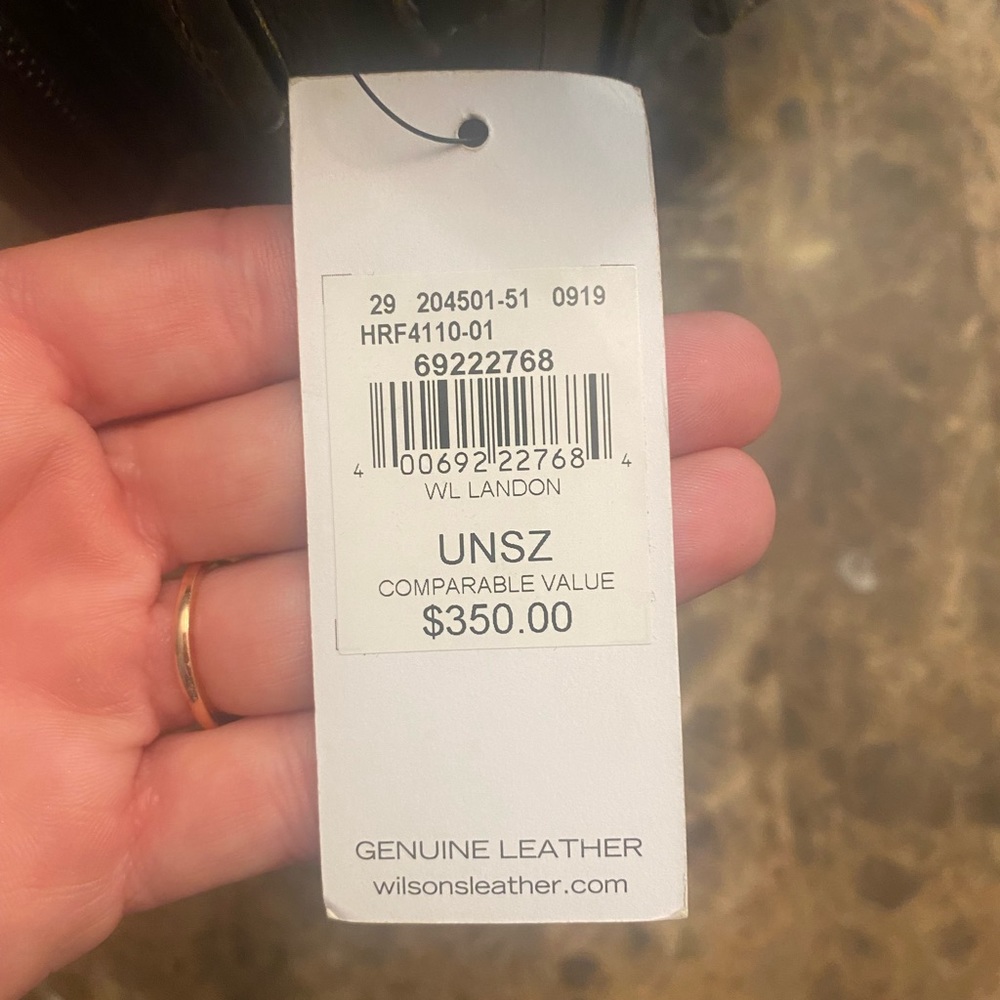 29 204501-51 0919
HRF4110-01
69222768
4 00692 22768 4
WL LANDON
UNSZ
COMPARABLE VALUE
$350.00
GENUINE LEATHER
wilsonsleather.com